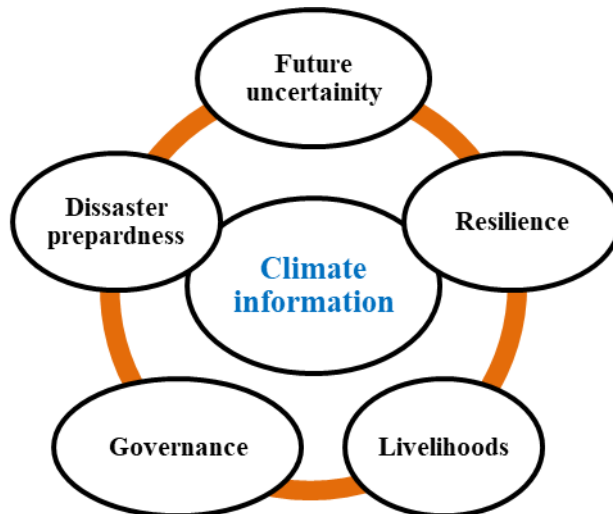 Future
uncertainity
Dissaster
prepardness
Resilience
Climate
information
Governance
Livelihoods